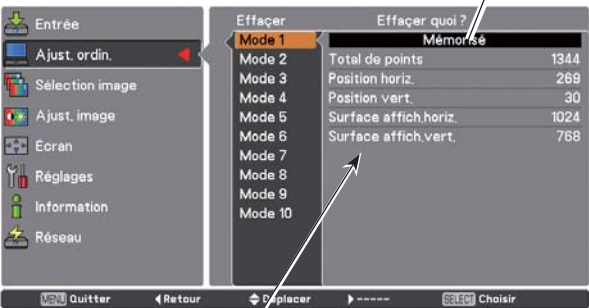 Entrée
Ajust. ordin.
Sélection image
Ajust. image
Écran
Réglages
Information
Réseau
Effaçer
Mode 1
Mode 2
Mode 3
Mode 4
Mode 5
Mode 6
Mode 7
Mode 8
Mode 9
Mode 10
Effaçer quoi ?
Mémorisé
Total de points 1344
Position horiz. 269
Position vert. 30
Surface affich.horiz. 1024
Surface affich.vert. 768
MENU Quitter Retour Déplacer ----- SELECT Choisir